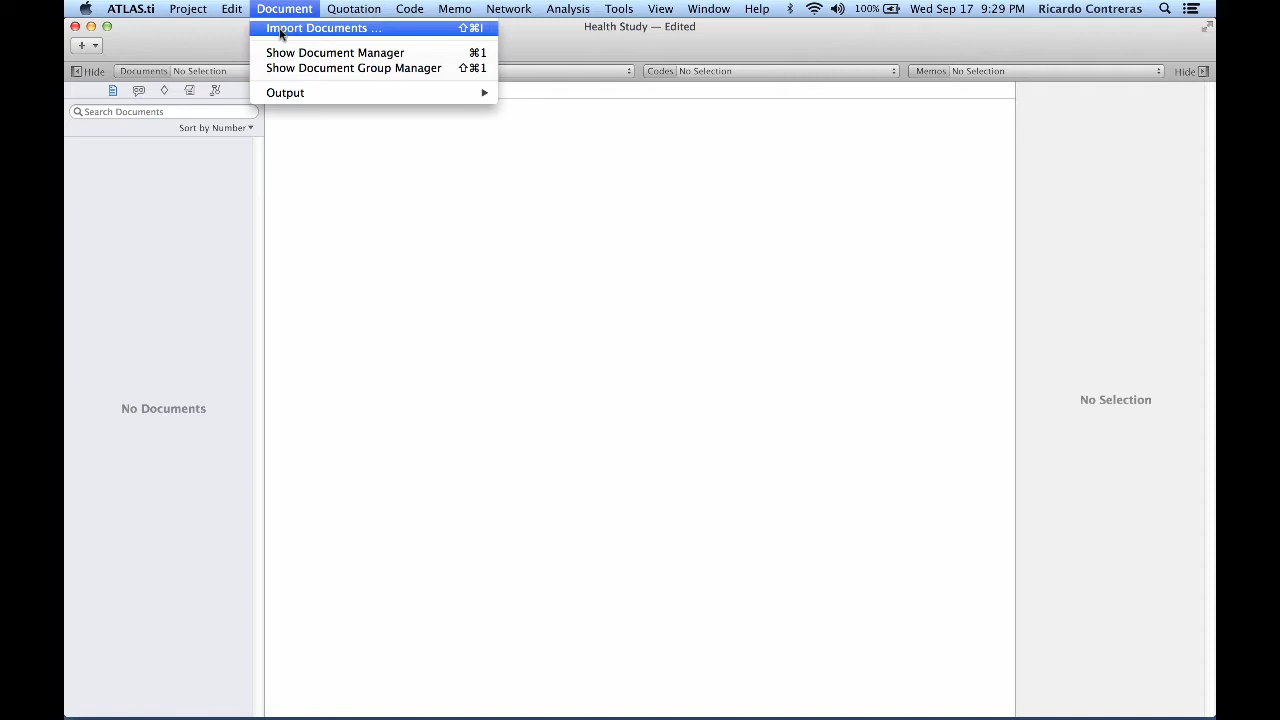 ATLAS.ti Project Edit Document Quotation Code Memo Network Analysis Tools View Window Help 100% Wed Sep 17 9:29 PM Ricardo Contreras
Import Documents ... ⇧⌘I
Health Study — Edited
Show Document Manager ⌘1
Show Document Group Manager ⇧⌘1
Output
Hide Documents No Selection Codes No Selection Memos No Selection Hide
Search Documents
Sort by Number
No Documents
No Selection